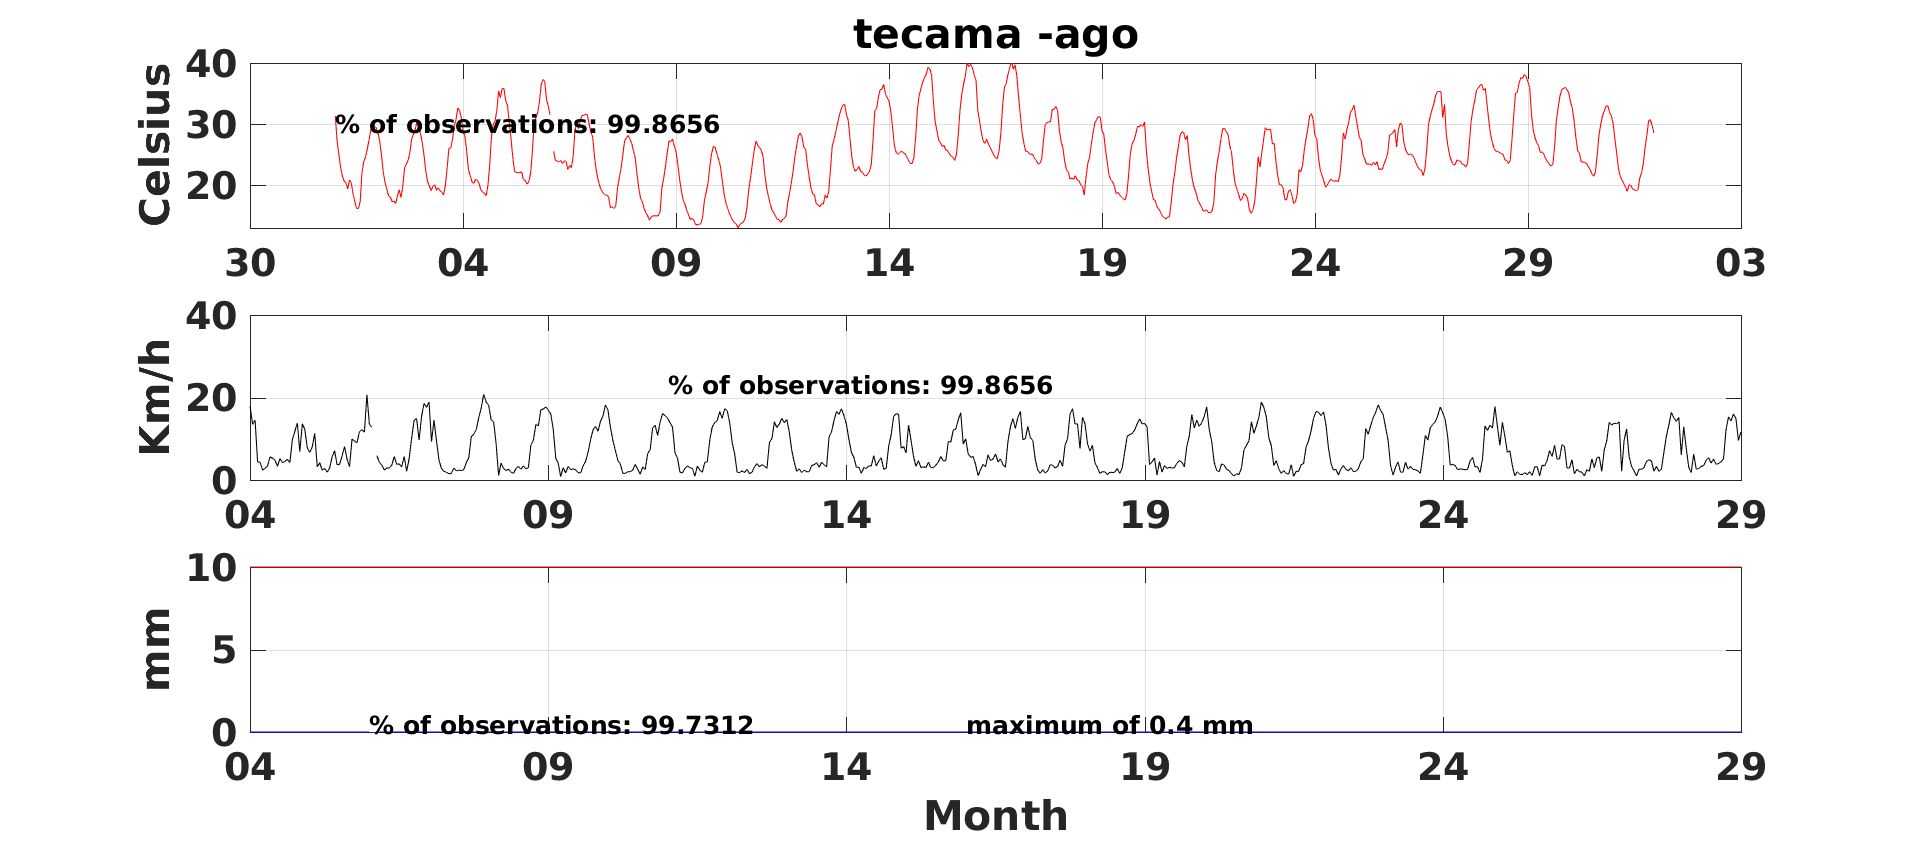 tecama -ago
Celsius
40
30
20
% of observations: 99.8656
30 04 09 14 19 24 29 03
Km/h
40
20
0
% of observations: 99.8656
04 09 14 19 24 29
mm
10
5
0
% of observations: 99.7312 maximum of 0.4 mm
04 09 14 19 24 29
Month